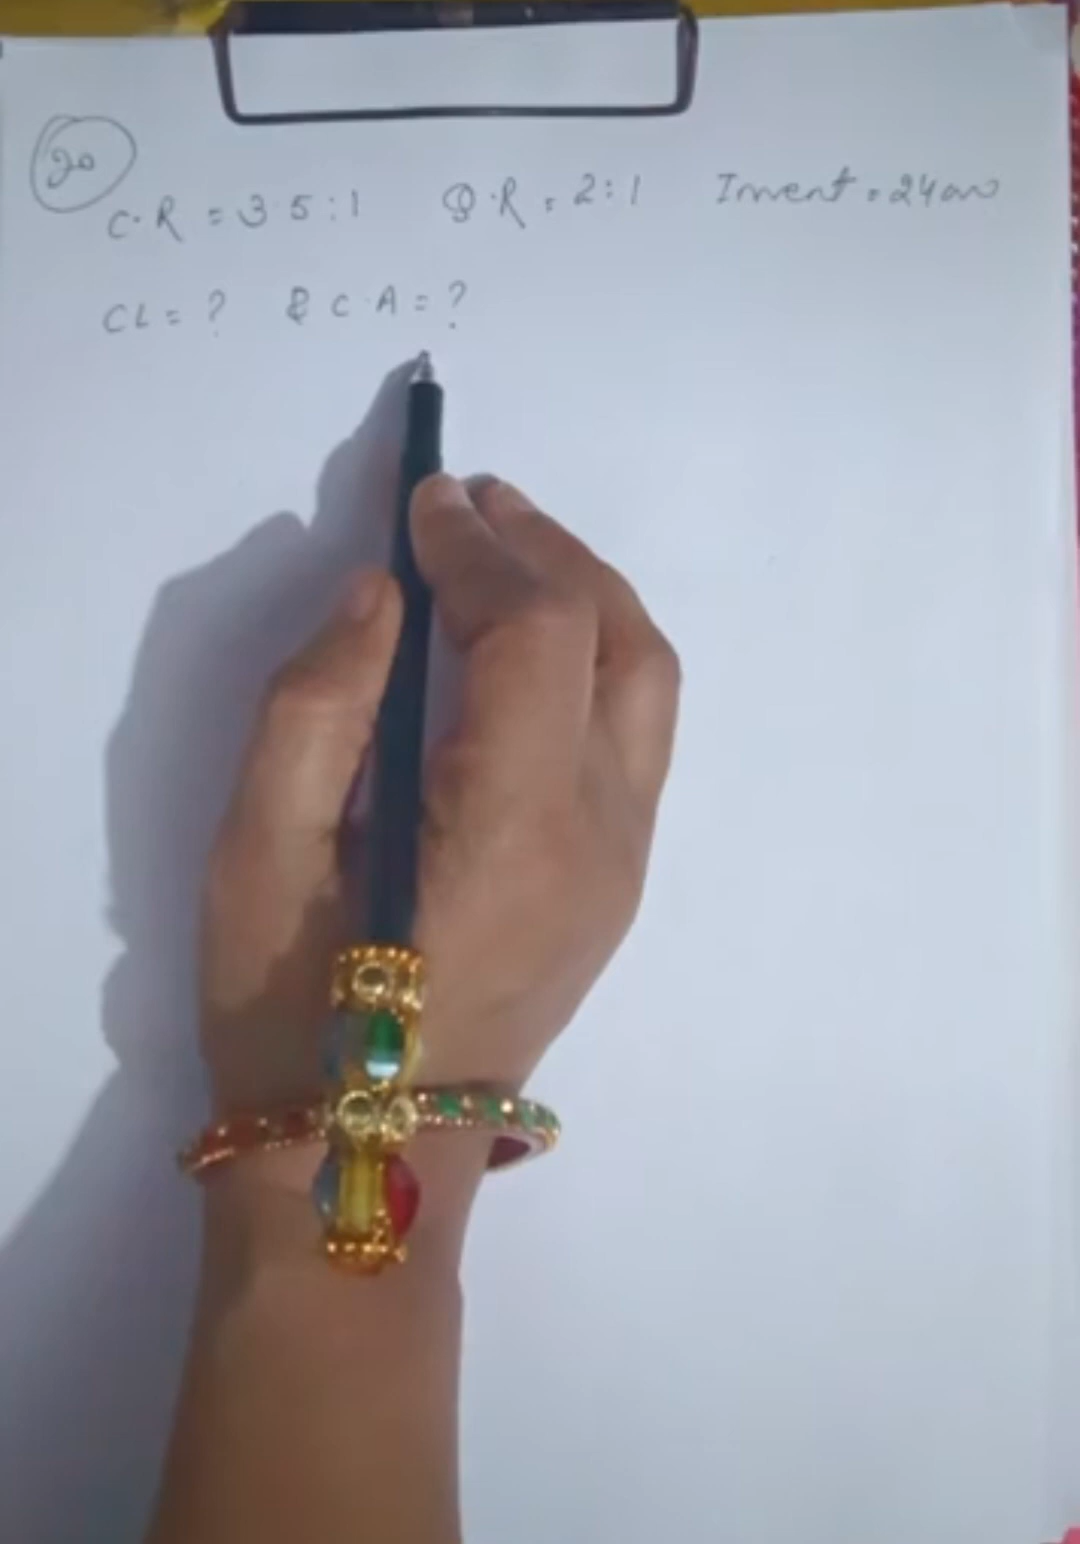 20
C.R = 3.5:1 Q.R = 2:1 Invent = 24000
CL = ? & C.A = ?